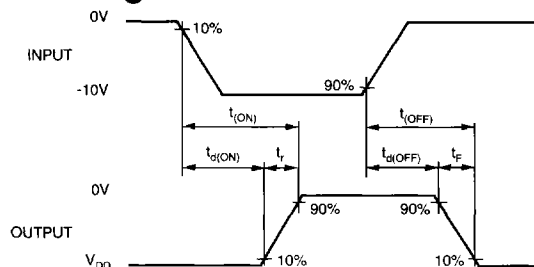 0V
10%
INPUT
90%
-10V
t(ON)
t(OFF)
td(ON)
tr
td(OFF)
tF
0V
90%
90%
OUTPUT
VDD
10%
10%